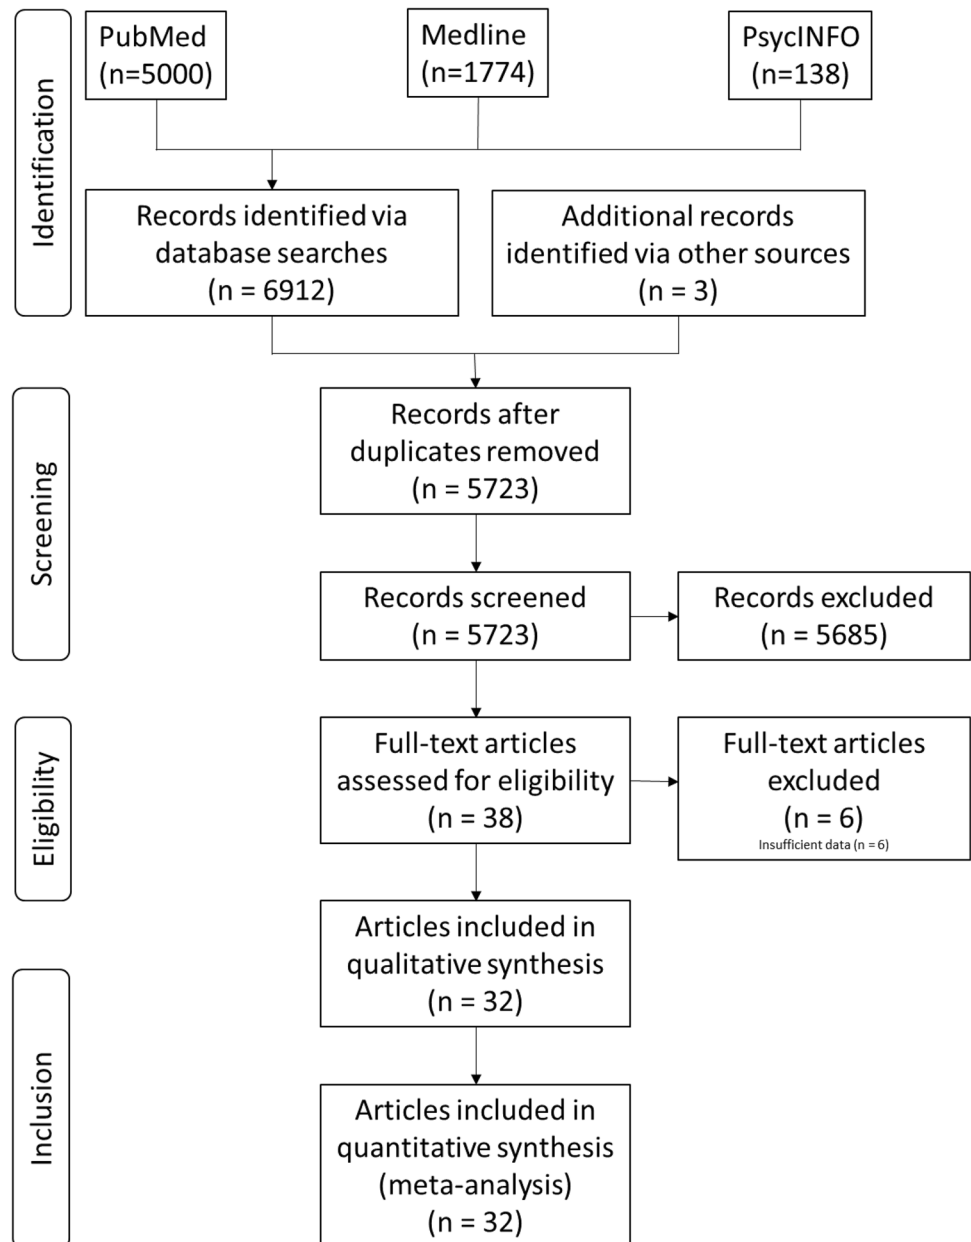 Identification
PubMed
(n=5000)
Medline
(n=1774)
PsycINFO
(n=138)
Records identified via
database searches
(n = 6912)
Additional records
identified via other sources
(n = 3)
Screening
Records after
duplicates removed
(n = 5723)
Records screened
(n = 5723)
Records excluded
(n = 5685)
Eligibility
Full-text articles
assessed for eligibility
(n = 38)
Full-text articles
excluded
(n = 6)
Insufficient data (n = 6)
Inclusion
Articles included in
qualitative synthesis
(n = 32)
Articles included in
quantitative synthesis
(meta-analysis)
(n = 32)